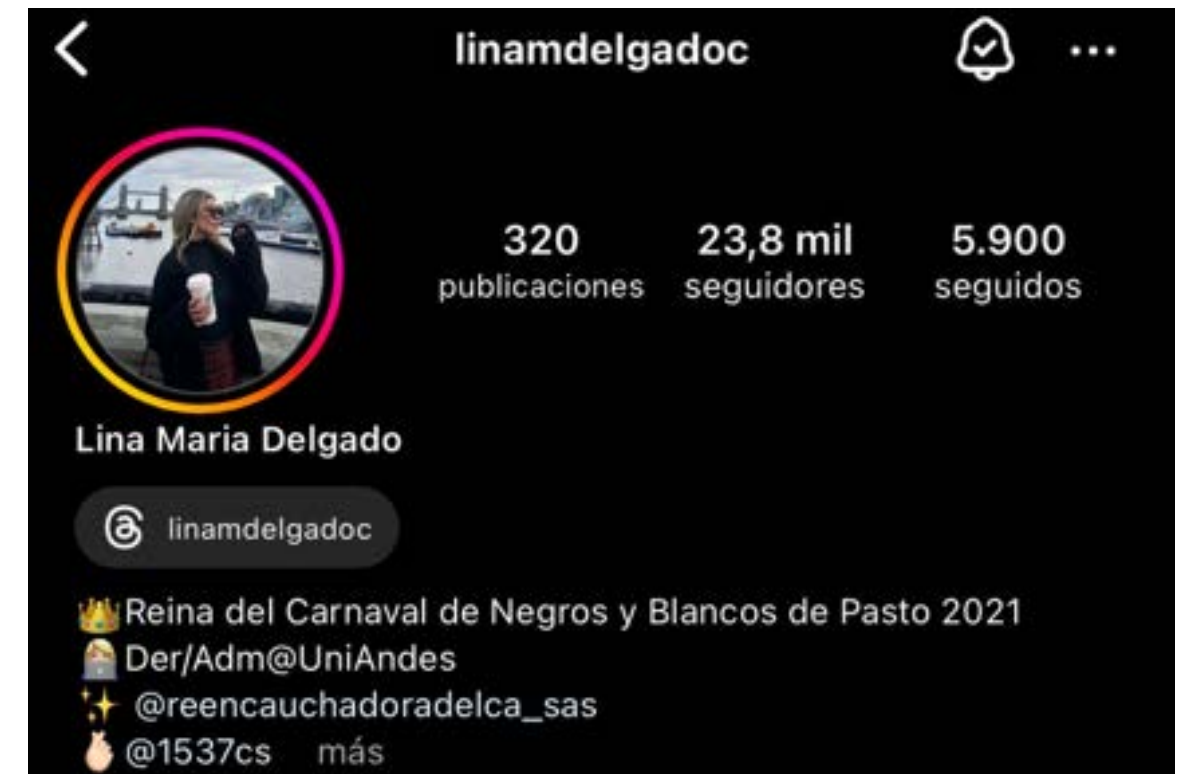 linamdelgadoc
320 23,8 mil 5.900
publicaciones seguidores seguidos
Lina Maria Delgado
linamdelgadoc
👑Reina del Carnaval de Negros y Blancos de Pasto 2021
👩🏼‍💻Der/Adm@UniAndes
✨ @reencauchadoradelca_sas
🫰🏻@1537cs más